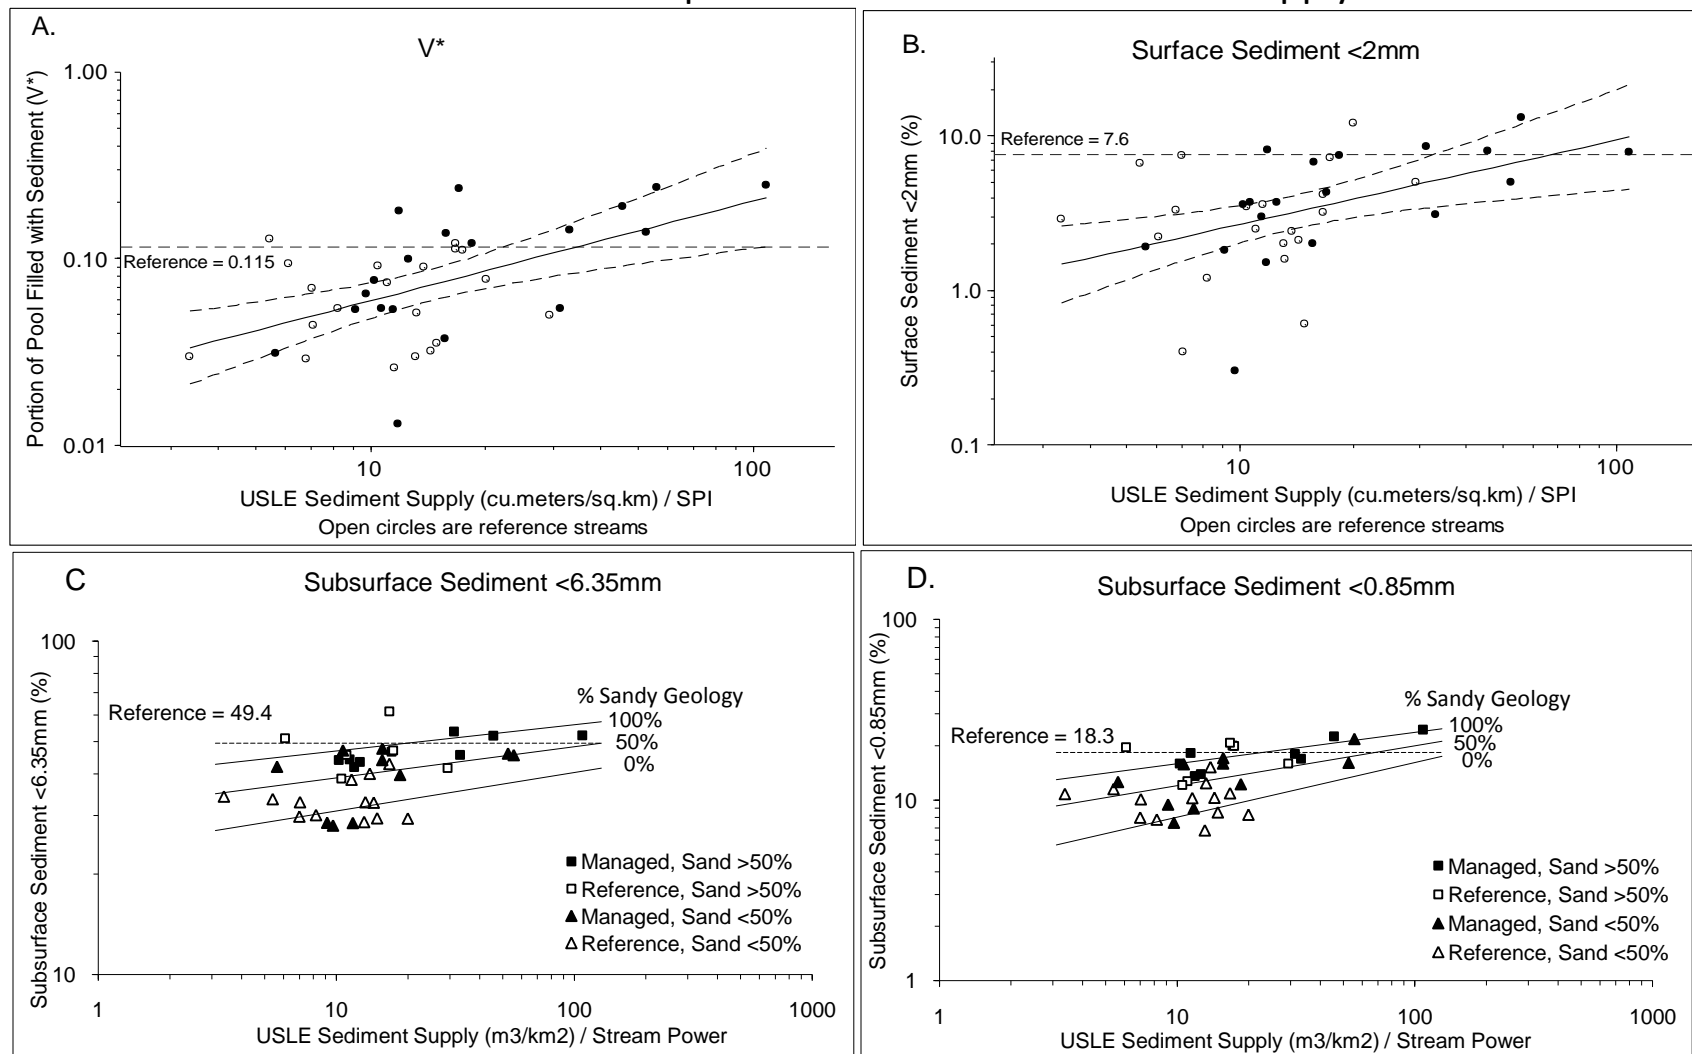 A.
V*
Portion of Pool Filled with Sediment (V*)
1.00
0.10
0.01
Reference = 0.115
10
100
USLE Sediment Supply (cu.meters/sq.km) / SPI
Open circles are reference streams
B.
Surface Sediment <2mm
Surface Sediment <2mm (%)
10.0
1.0
0.1
Reference = 7.6
10
100
USLE Sediment Supply (cu.meters/sq.km) / SPI
Open circles are reference streams
C
Subsurface Sediment <6.35mm
Subsurface Sediment <6.35mm (%)
100
10
Reference = 49.4
% Sandy Geology
100%
50%
0%
Managed, Sand >50%
Reference, Sand >50%
Managed, Sand <50%
Reference, Sand <50%
1
10
100
1000
USLE Sediment Supply (m3/km2) / Stream Power
D.
Subsurface Sediment <0.85mm
Subsurface Sediment <0.85mm (%)
100
10
1
Reference = 18.3
% Sandy Geology
100%
50%
0%
Managed, Sand >50%
Reference, Sand >50%
Managed, Sand <50%
Reference, Sand <50%
1
10
100
1000
USLE Sediment Supply (m3/km2) / Stream Power